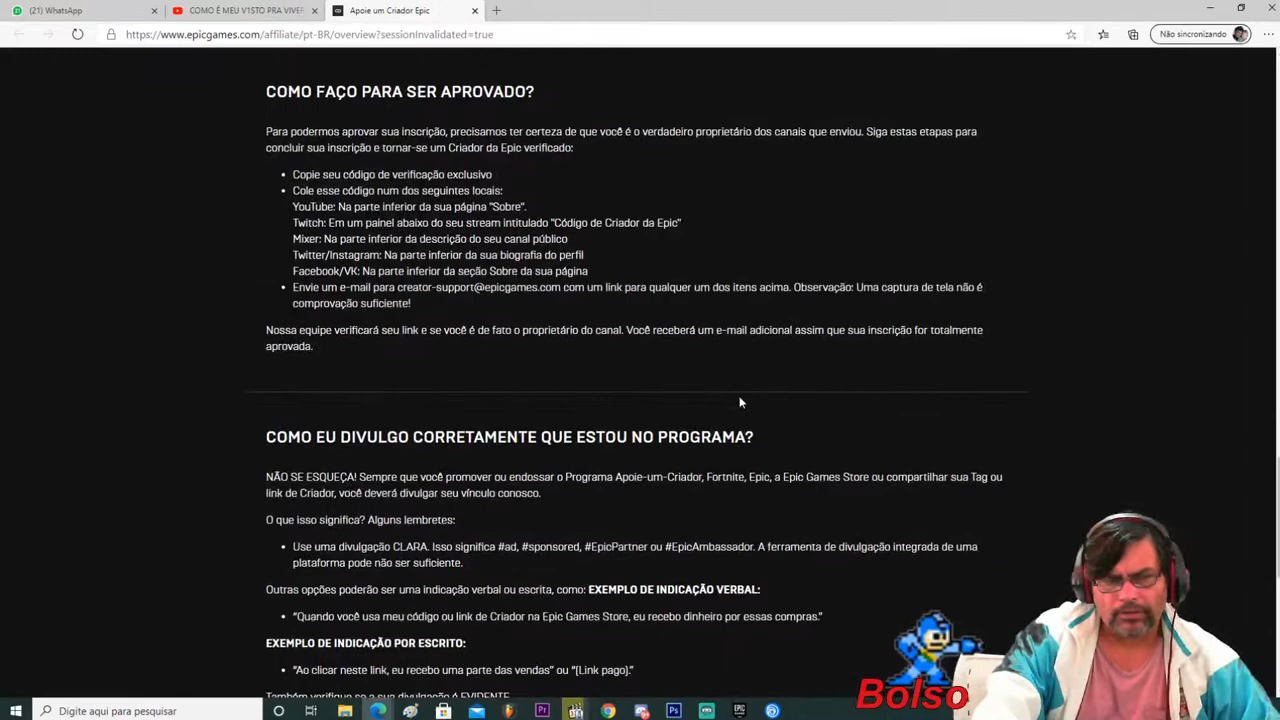 (21) WhatsApp
COMO É MEU V1STO PRA VIVER
Apoie um Criador Epic
https://www.epicgames.com/affiliate/pt-BR/overview?sessionInvalidated=true
Não sincronizando
COMO FAÇO PARA SER APROVADO?
Para podermos aprovar sua inscrição, precisamos ter certeza de que você é o verdadeiro proprietário dos canais que enviou. Siga estas etapas para
concluir sua inscrição e tornar-se um Criador da Epic verificado:
• Copie seu código de verificação exclusivo
• Cole esse código num dos seguintes locais:
YouTube: Na parte inferior da sua página "Sobre".
Twitch: Em um painel abaixo do seu stream intitulado "Código de Criador da Epic"
Mixer: Na parte inferior da descrição do seu canal público
Twitter/Instagram: Na parte inferior da sua biografia do perfil
Facebook/VK: Na parte inferior da seção Sobre da sua página
• Envie um e-mail para creator-support@epicgames.com com um link para qualquer um dos itens acima. Observação: Uma captura de tela não é
comprovação suficiente!
Nossa equipe verificará seu link e se você é de fato o proprietário do canal. Você receberá um e-mail adicional assim que sua inscrição for totalmente
aprovada.
COMO EU DIVULGO CORRETAMENTE QUE ESTOU NO PROGRAMA?
NÃO SE ESQUEÇA! Sempre que você promover ou endossar o Programa Apoie-um-Criador, Fortnite, Epic, a Epic Games Store ou compartilhar sua Tag ou
link de Criador, você deverá divulgar seu vínculo conosco.
O que isso significa? Alguns lembretes:
• Use uma divulgação CLARA. Isso significa #ad, #sponsored, #EpicPartner ou #EpicAmbassador. A ferramenta de divulgação integrada de uma
plataforma pode não ser suficiente.
Outras opções poderão ser uma indicação verbal ou escrita, como: EXEMPLO DE INDICAÇÃO VERBAL:
• "Quando você usa meu código ou link de Criador na Epic Games Store, eu recebo dinheiro por essas compras."
EXEMPLO DE INDICAÇÃO POR ESCRITO:
• "Ao clicar neste link, eu recebo uma parte das vendas" ou "(Link pago)."
Também verifique se a sua divulgação é EVIDENTE
Bolso
Digite aqui para pesquisar